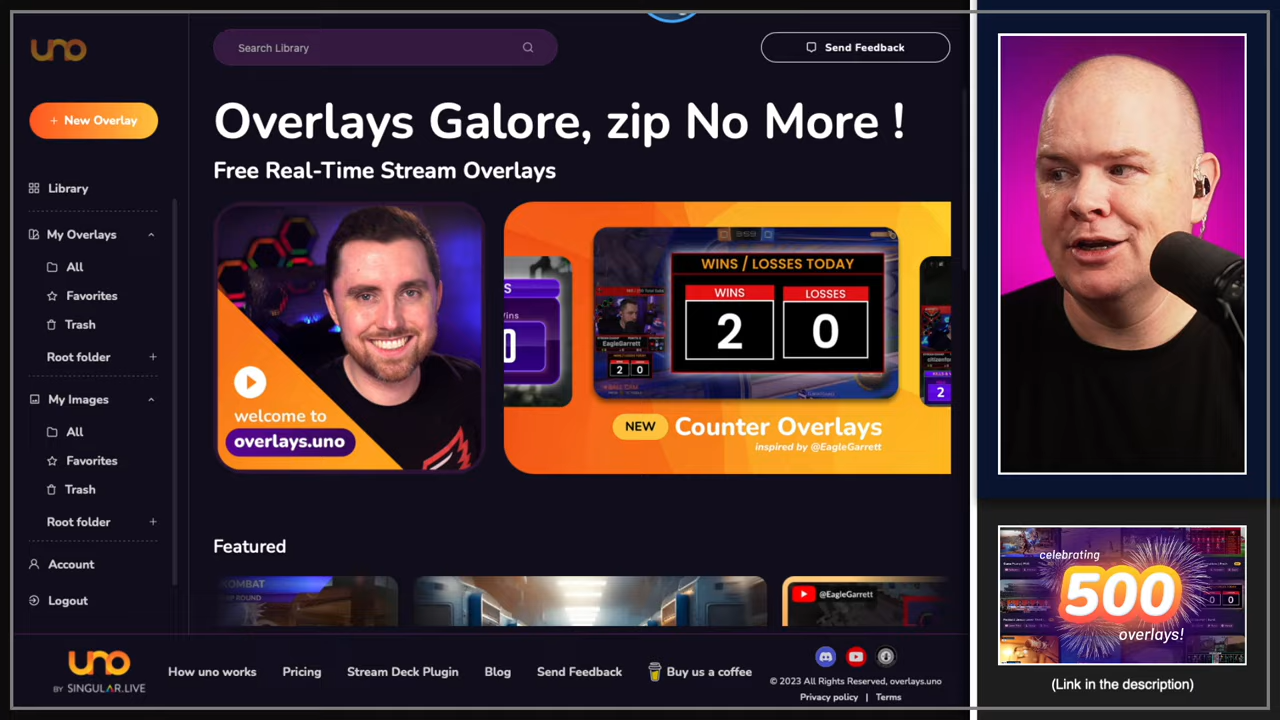 uno
Search Library
Send Feedback
+ New Overlay
Library
My Overlays
All
Favorites
Trash
Root folder +
My Images
All
Favorites
Trash
Root folder +
Account
Logout
Overlays Galore, zip No More !
Free Real-Time Stream Overlays
welcome to
overlays.uno
WINS / LOSSES TODAY
WINS
LOSSES
2
0
NEW
Counter Overlays
inspired by @EagleGarrett
Featured
@EagleGarrett
uno
BY SINGULAR.LIVE
How uno works
Pricing
Stream Deck Plugin
Blog
Send Feedback
Buy us a coffee
© 2023 All Rights Reserved, overlays.uno
Privacy policy | Terms
celebrating
500
overlays!
(Link in the description)